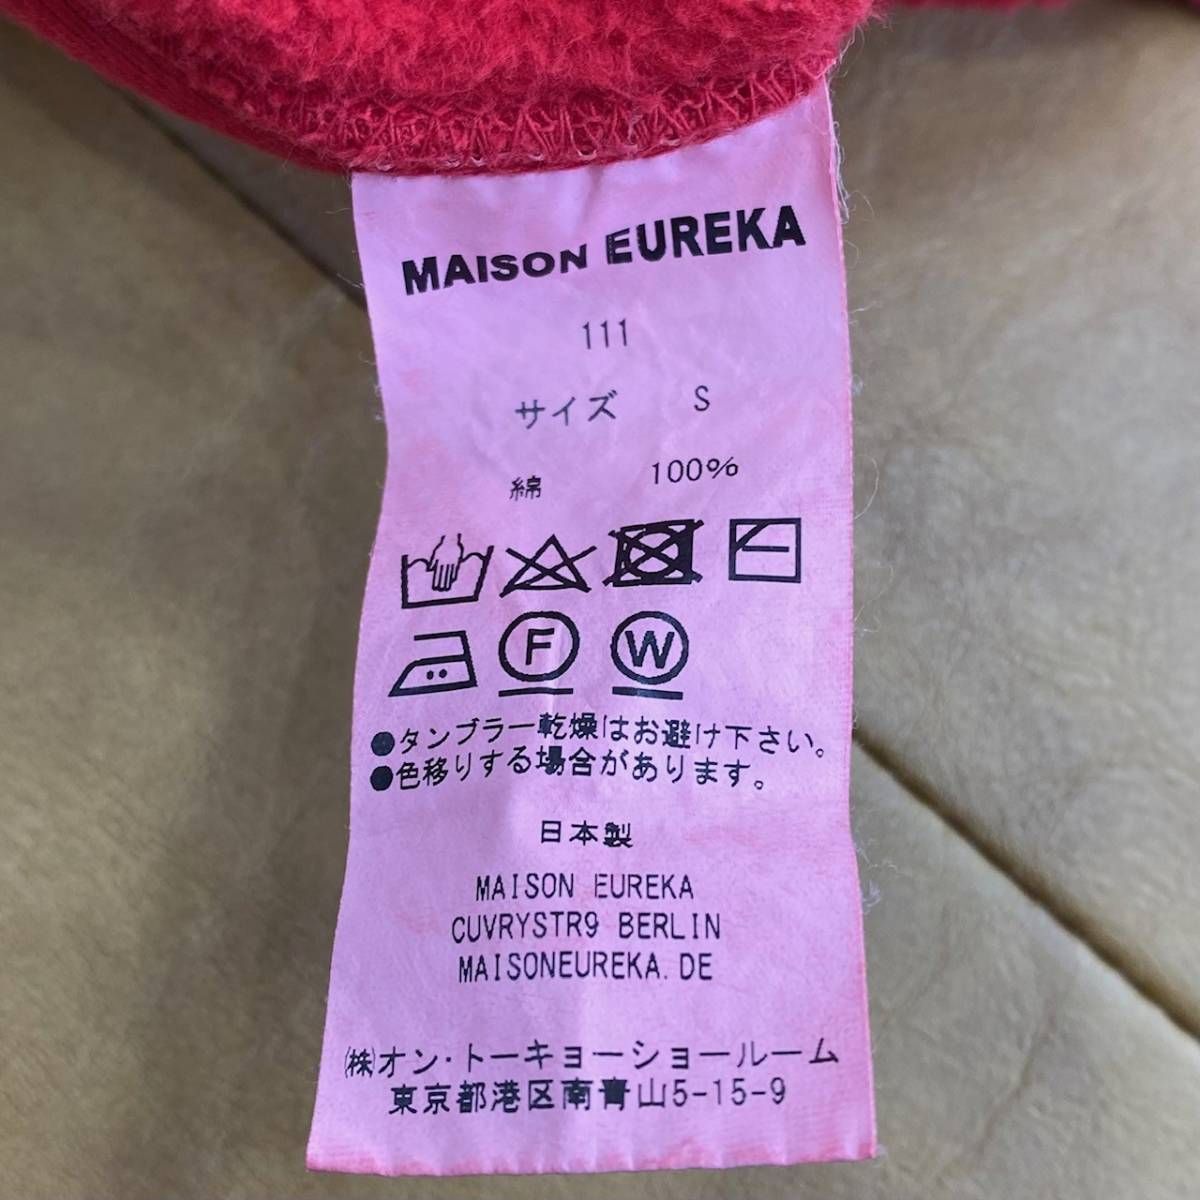 MAISON EUREKA
111
サイズ S
綿 100%
F W
●タンブラー乾燥はお避け下さい。
●色移りする場合があります。
日本製
MAISON EUREKA
CUVRYSTR9 BERLIN
MAISONEUREKA.DE
(株)オン・トーキョーショールーム
東京都港区南青山5-15-9